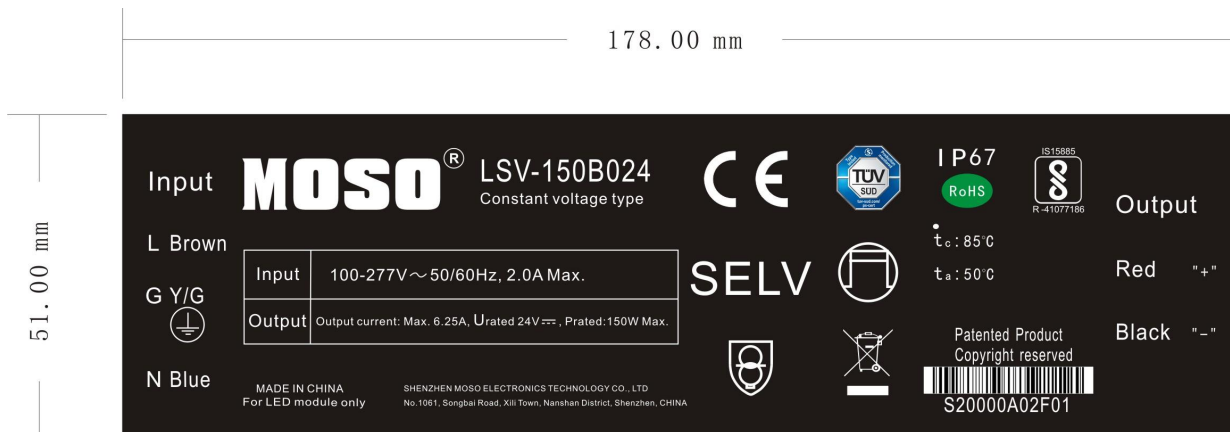 178.00 mm
51.00 mm
Input
MOSO®
LSV-150B024
Constant voltage type
CE
TÜV
SÜD
IP67
RoHS
IS15885
R-41077186
Output
L Brown
Input 100-277V～50/60Hz, 2.0A Max.
SELV
tc:85℃
ta:50℃
Red "+"
G Y/G
Output Output current: Max. 6.25A, Urated 24V⎓, Prated:150W Max.
Black "-"
N Blue
Patented Product
Copyright reserved
S20000A02F01
MADE IN CHINA
For LED module only
SHENZHEN MOSO ELECTRONICS TECHNOLOGY CO., LTD
No.1061, Songbai Road, Xili Town, Nanshan District, Shenzhen, CHINA